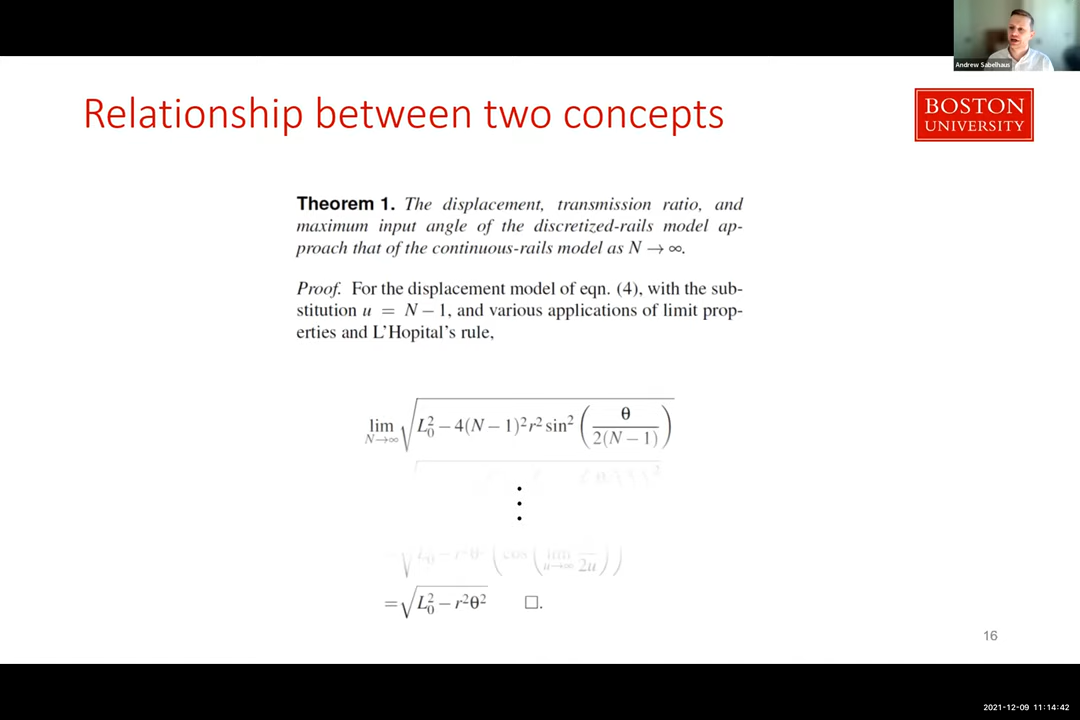 Andrew Sabelhaus
Relationship between two concepts
BOSTON
UNIVERSITY
Theorem 1. The displacement, transmission ratio, and
maximum input angle of the discretized-rails model ap-
proach that of the continuous-rails model as N → ∞.
Proof. For the displacement model of eqn. (4), with the sub-
stitution u = N − 1, and various applications of limit prop-
erties and L'Hopital's rule,
lim_{N→∞} √(L₀² − 4(N − 1)² r² sin² (θ / 2(N − 1)))
⋮
= √(L₀² − r²θ²) □.
16
2021-12-09 11:14:42